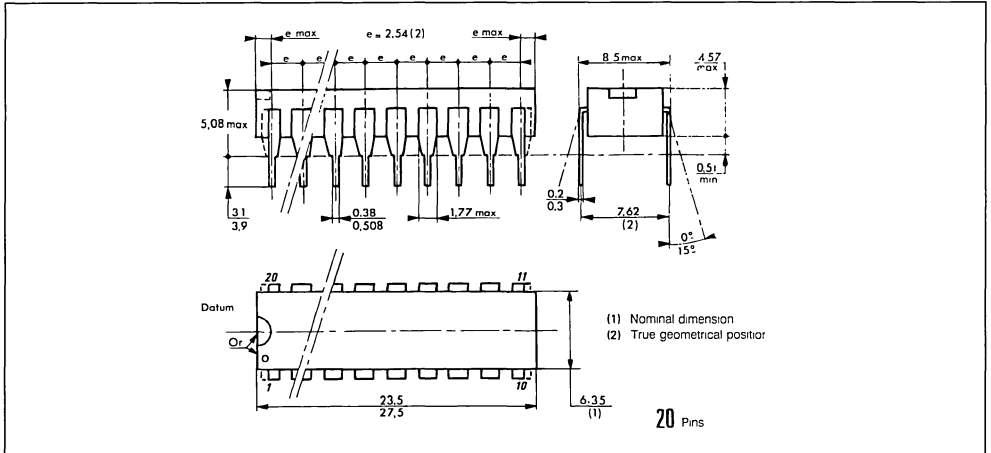 e max
e = 2,54 (2)
e max
e e e e e e e e
8 5 max
4 57
max
5,08 max
0,51
min
31
3,9
0.38
0,508
1,77 max
0.2
0,3
7,62
(2)
0°
15°
20
11
Datum
Or
1
10
(1) Nominal dimension
(2) True geometrical position
23,5
27,5
6.35
(1)
20 Pins